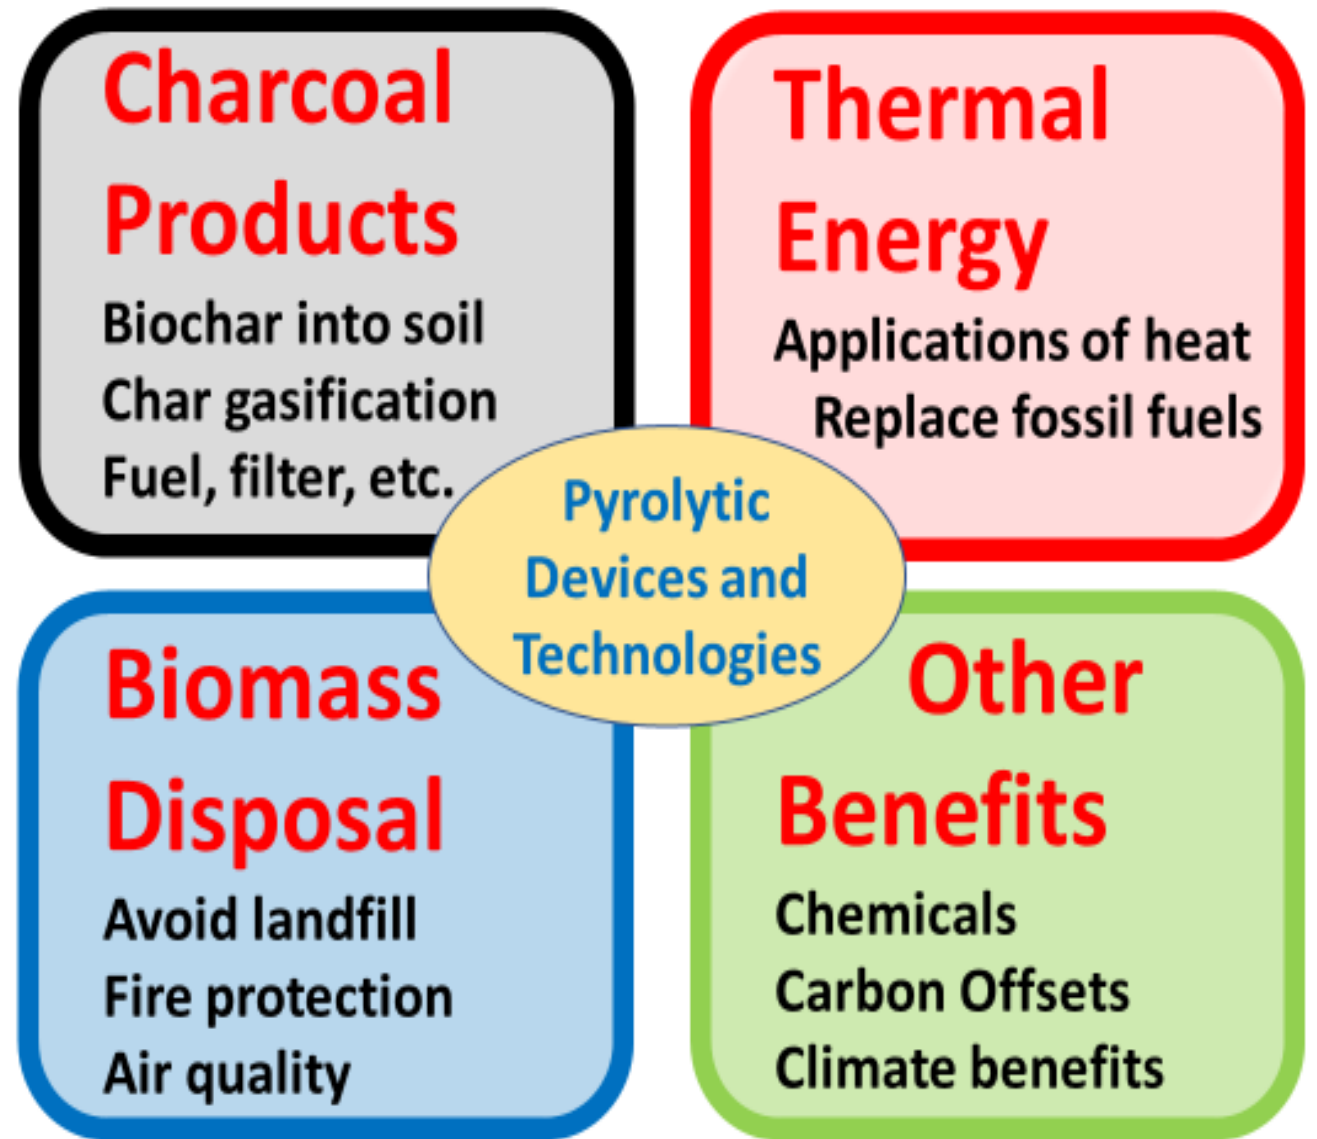 Charcoal
Products
Biochar into soil
Char gasification
Fuel, filter, etc.
Thermal
Energy
Applications of heat
Replace fossil fuels
Pyrolytic
Devices and
Technologies
Biomass
Disposal
Avoid landfill
Fire protection
Air quality
Other
Benefits
Chemicals
Carbon Offsets
Climate benefits